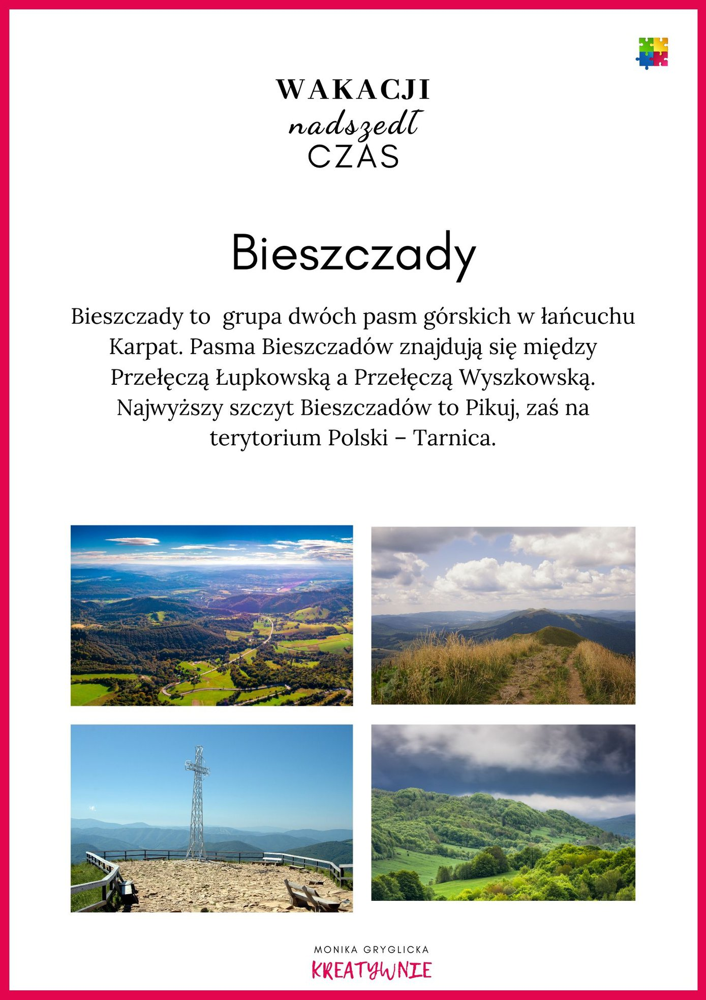 WAKACJI
nadszedł
CZAS
Bieszczady
Bieszczady to  grupa dwóch pasm górskich w łańcuchu
Karpat. Pasma Bieszczadów znajdują się między
Przełęczą Łupkowską a Przełęczą Wyszkowską.
Najwyższy szczyt Bieszczadów to Pikuj, zaś na
terytorium Polski – Tarnica.
MONIKA GRYGLICKA
KREATYWNIE